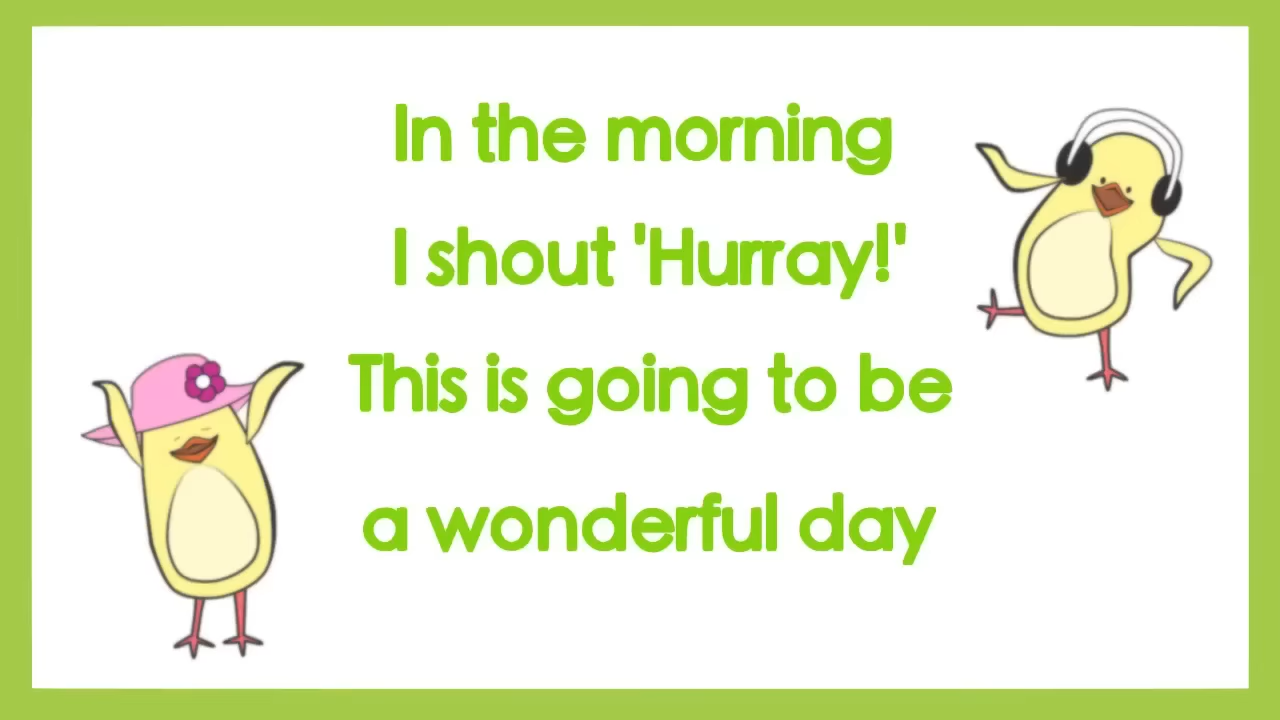 In the morning
I shout 'Hurray!'
This is going to be
a wonderful day